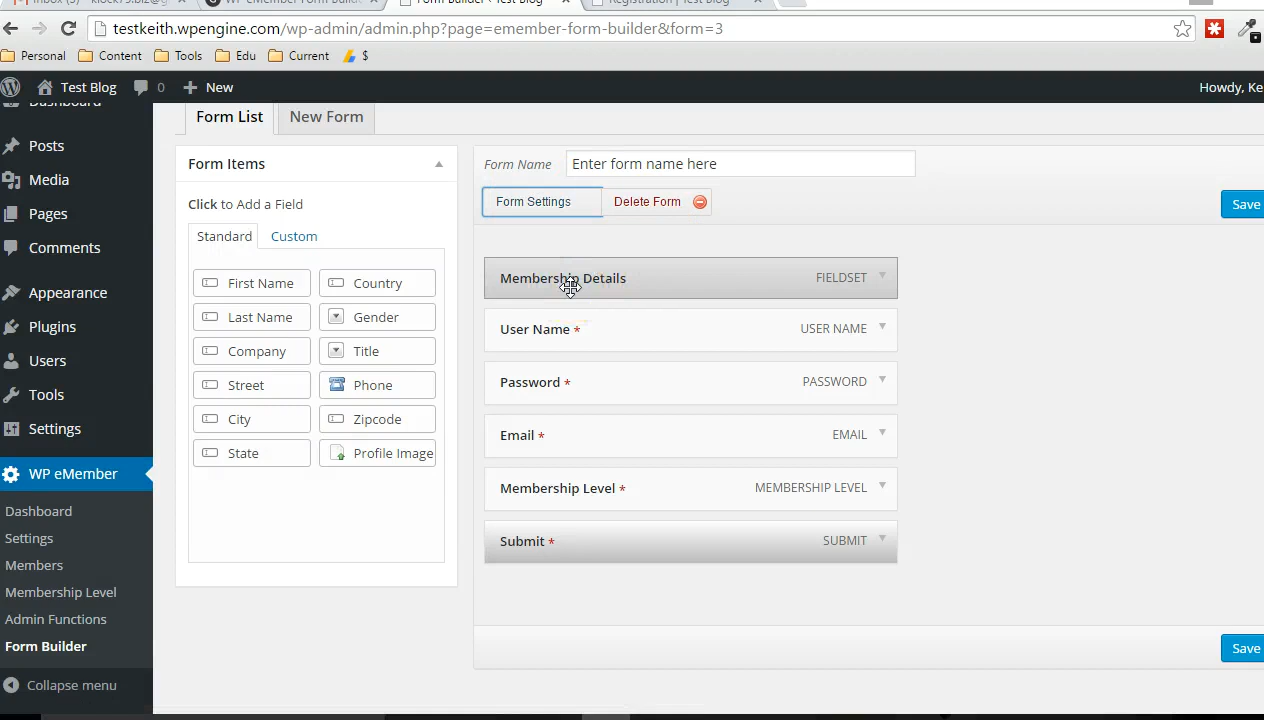 testkeith.wpengine.com/wp-admin/admin.php?page=emember-form-builder&form=3
Personal Content Tools Edu Current $
Test Blog 0 New Howdy, Ke
Dashboard
Posts
Media
Pages
Comments
Appearance
Plugins
Users
Tools
Settings
WP eMember
Dashboard
Settings
Members
Membership Level
Admin Functions
Form Builder
Collapse menu
Form List New Form
Form Items
Click to Add a Field
Standard Custom
First Name Country
Last Name Gender
Company Title
Street Phone
City Zipcode
State Profile Image
Form Name Enter form name here
Form Settings Delete Form Save
Membership Details FIELDSET
User Name * USER NAME
Password * PASSWORD
Email * EMAIL
Membership Level * MEMBERSHIP LEVEL
Submit * SUBMIT
Save